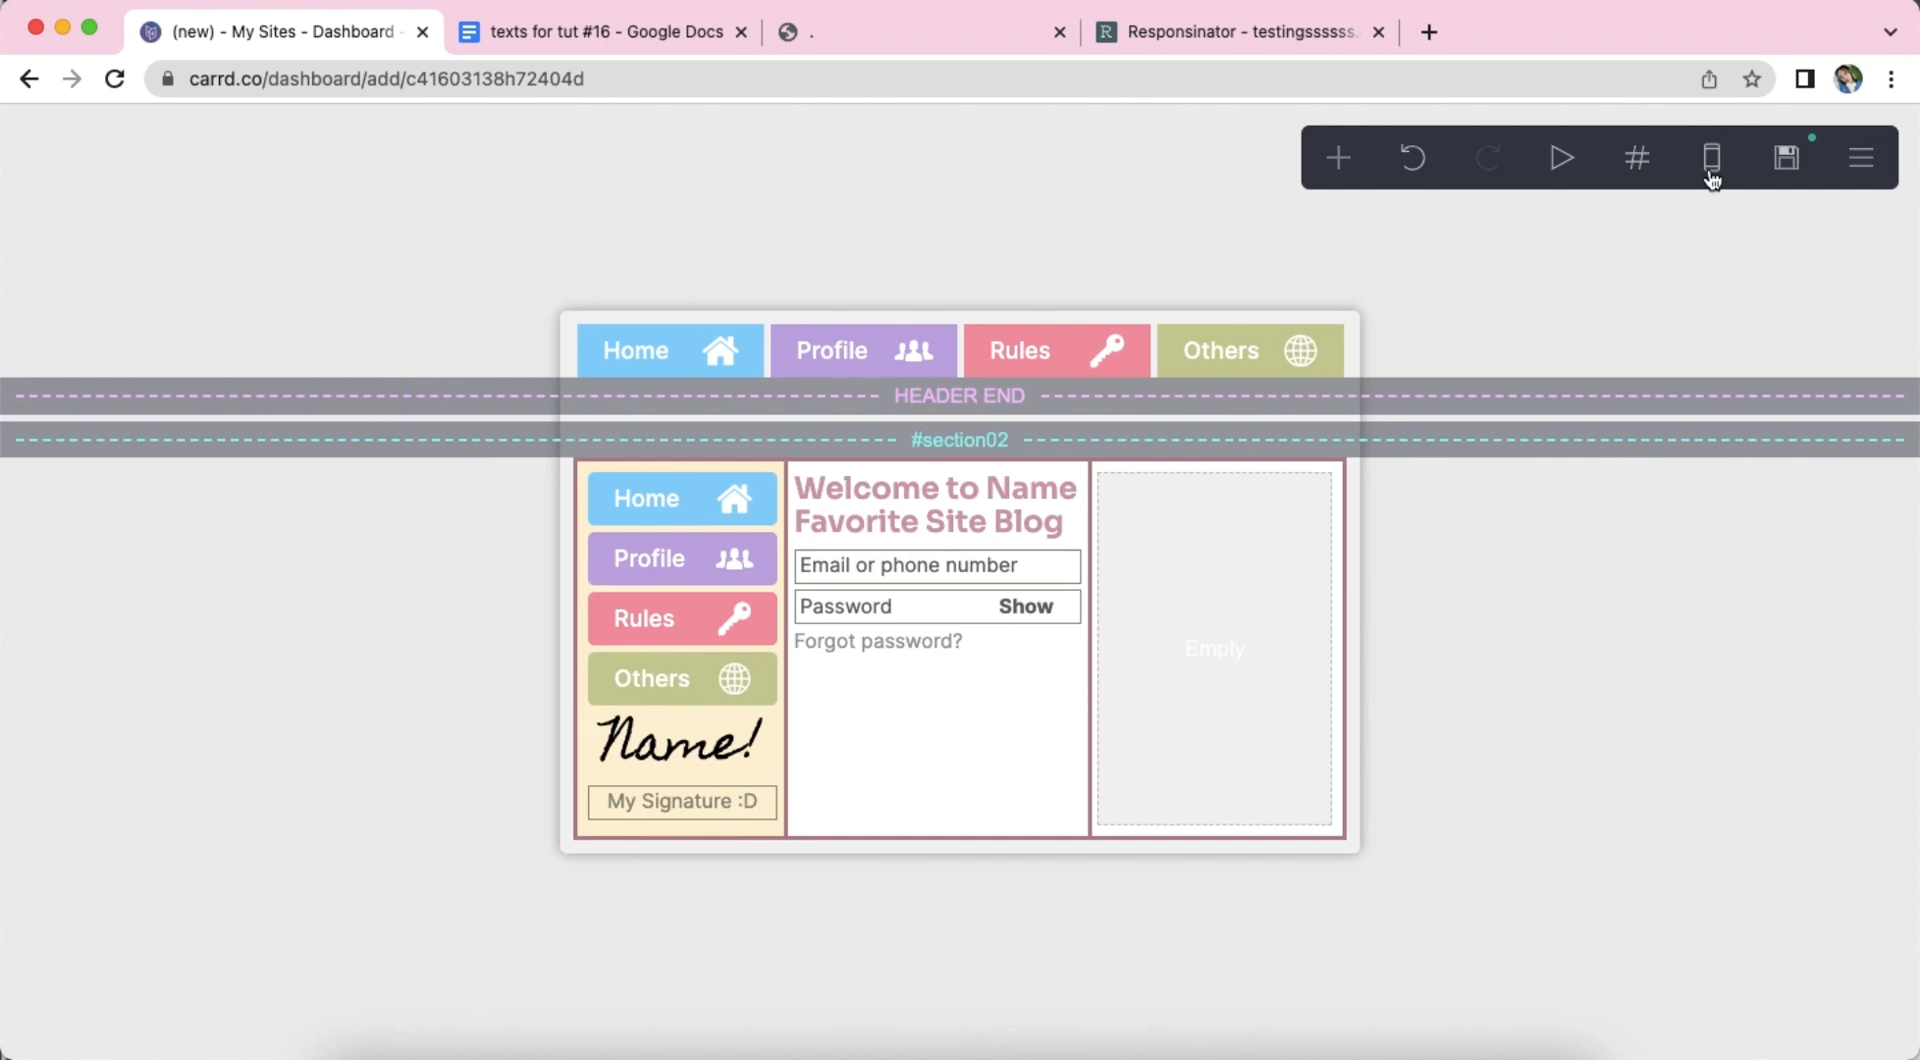 (new) - My Sites - Dashboard -
texts for tut #16 - Google Docs
.
Responsinator - testingssssss.
carrd.co/dashboard/add/c41603138h72404d
Home
Profile
Rules
Others
HEADER END
#section02
Home
Profile
Rules
Others
Name!
My Signature :D
Welcome to Name
Favorite Site Blog
Email or phone number
Password Show
Forgot password?
Empty